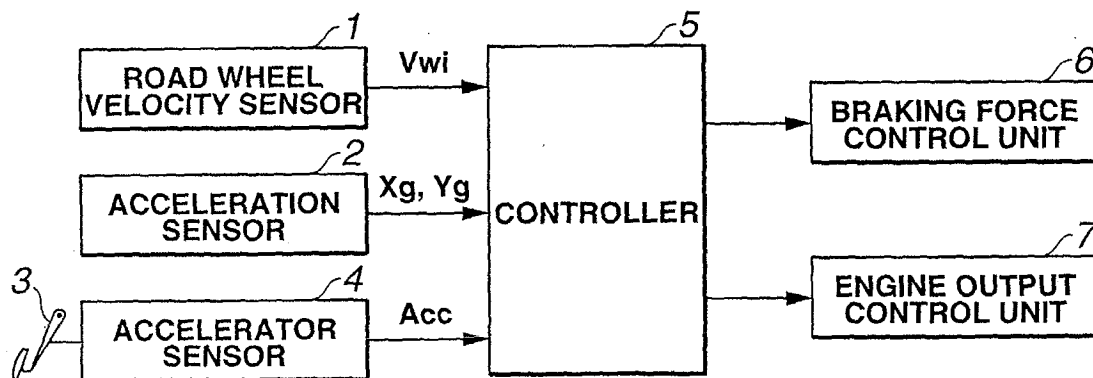 1
ROAD WHEEL
VELOCITY SENSOR
Vwi
2
ACCELERATION
SENSOR
Xg, Yg
3
4
ACCELERATOR
SENSOR
Acc
5
CONTROLLER
6
BRAKING FORCE
CONTROL UNIT
7
ENGINE OUTPUT
CONTROL UNIT